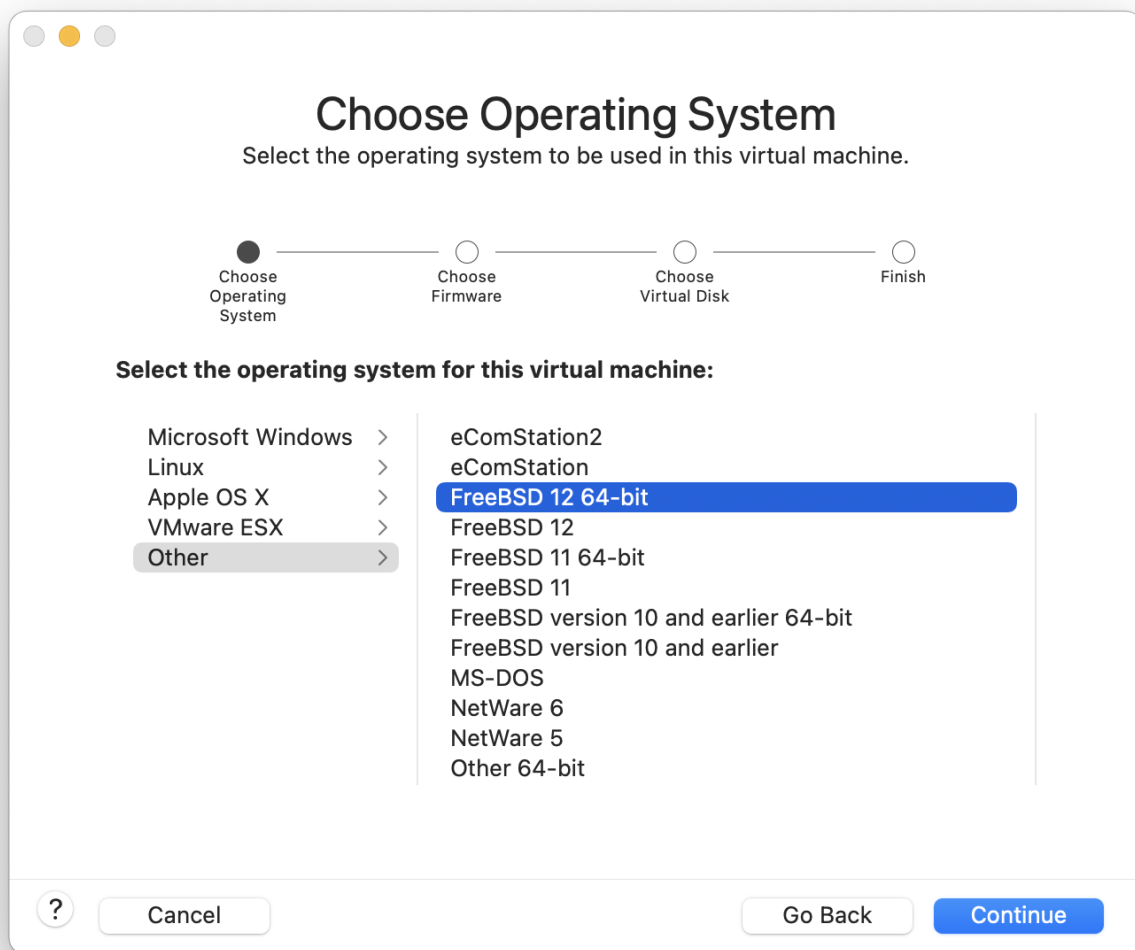 Choose Operating System
Select the operating system to be used in this virtual machine.
Choose
Operating
System
Choose
Firmware
Choose
Virtual Disk
Finish
Select the operating system for this virtual machine:
Microsoft Windows
Linux
Apple OS X
VMware ESX
Other
eComStation2
eComStation
FreeBSD 12 64-bit
FreeBSD 12
FreeBSD 11 64-bit
FreeBSD 11
FreeBSD version 10 and earlier 64-bit
FreeBSD version 10 and earlier
MS-DOS
NetWare 6
NetWare 5
Other 64-bit
?
Cancel
Go Back
Continue